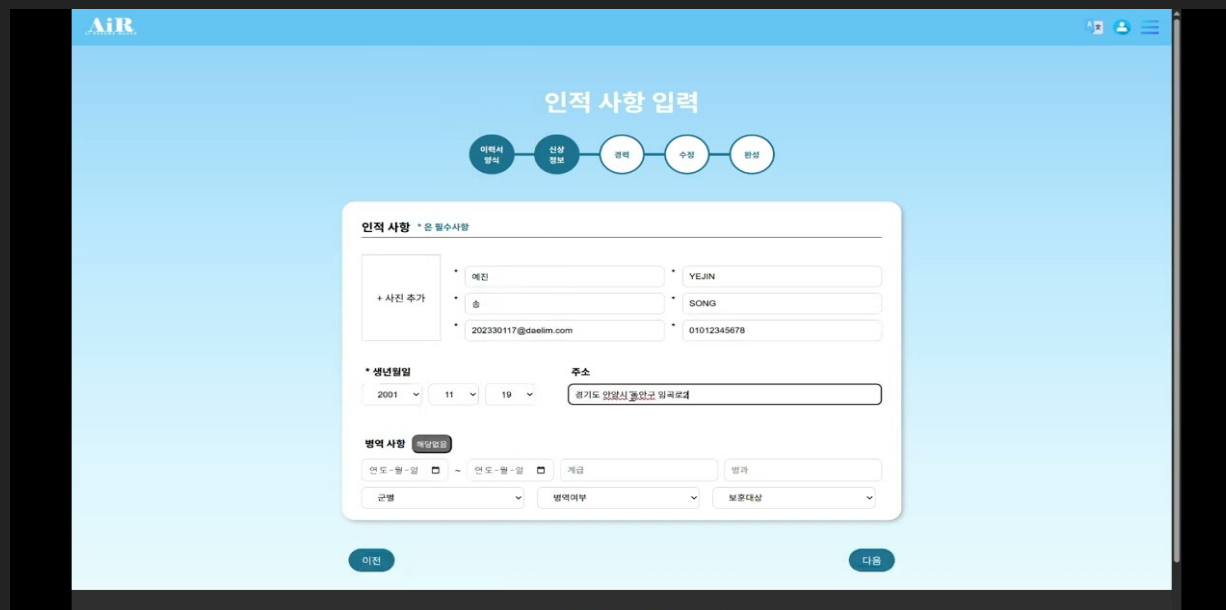 AiR
인적 사항 입력
이력서
양식
신상
정보
경력
수정
완성
인적 사항 * 은 필수사항
+ 사진 추가
* 예진
* YEJIN
* 송
* SONG
* 202330117@daelim.com
* 01012345678
* 생년월일
주소
2001
11
19
경기도 안양시 동안구 임곡로2
병역 사항 해당없음
연도-월-일 ~ 연도-월-일
계급
병과
군별
병역여부
보훈대상
이전
다음